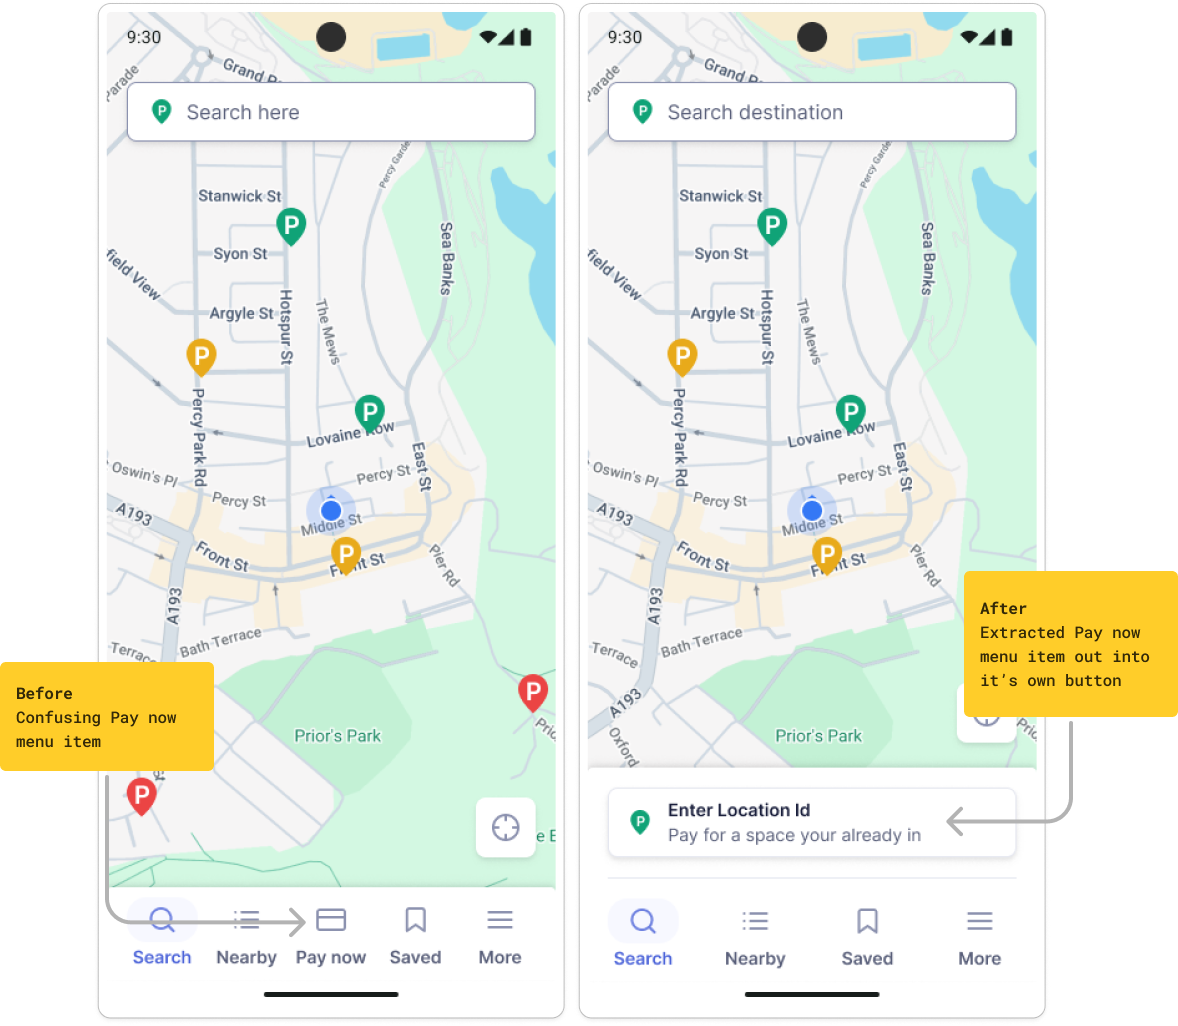 9:30
Grand P
Parade
Search here
Percy Garde
Stanwick St
P
Sea Banks
Syon St
field View
Hotspur St
Argyle St
The Mews
P
Percy Park Rd
P
Lovaine Row
East St
Oswin's Pl
Percy St
Percy St
A193
Middle St
Front St
P
Front St
Pier Rd
A193
Bath Terrace
Terrace
P
Prior's Park
P
Before
Confusing Pay now
menu item
Search
Nearby
Pay now
Saved
More
9:30
Grand P
Parade
Search destination
Percy Garde
Stanwick St
P
Sea Banks
Syon St
field View
Hotspur St
Argyle St
The Mews
P
Percy Park Rd
P
Lovaine Row
East St
Oswin's Pl
Percy St
Percy St
A193
Middle St
Front St
P
Front St
Pier Rd
A193
Bath Terrace
Terrace
A193
Oxford
Prior's Park
After
Extracted Pay now
menu item out into
it's own button
P
Enter Location Id
Pay for a space your already in
Search
Nearby
Saved
More